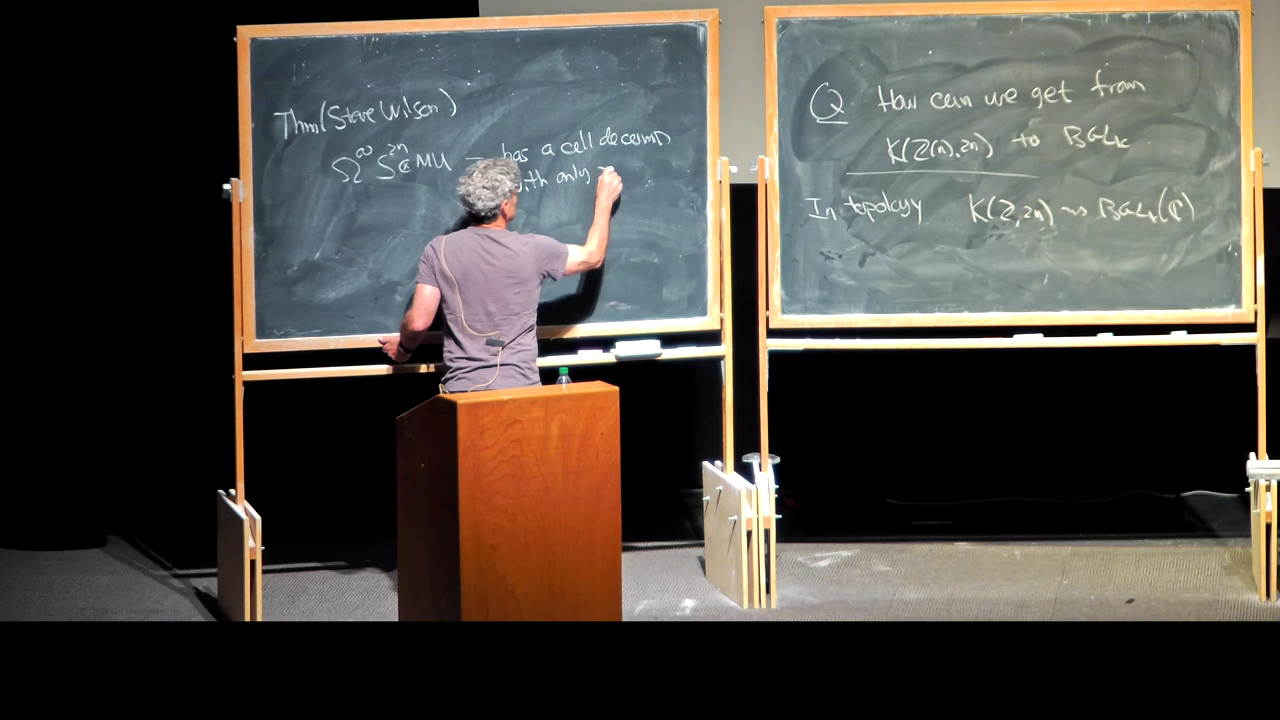 Thm (Steve Wilson)
Ω^∞ S^{2n}_ℂ MU — has a cell decomp
with only
Q How can we get from
K(Z(n), 2n) to BGL_k
In topology K(Z, 2n) ~> BGL_k(ℂ)